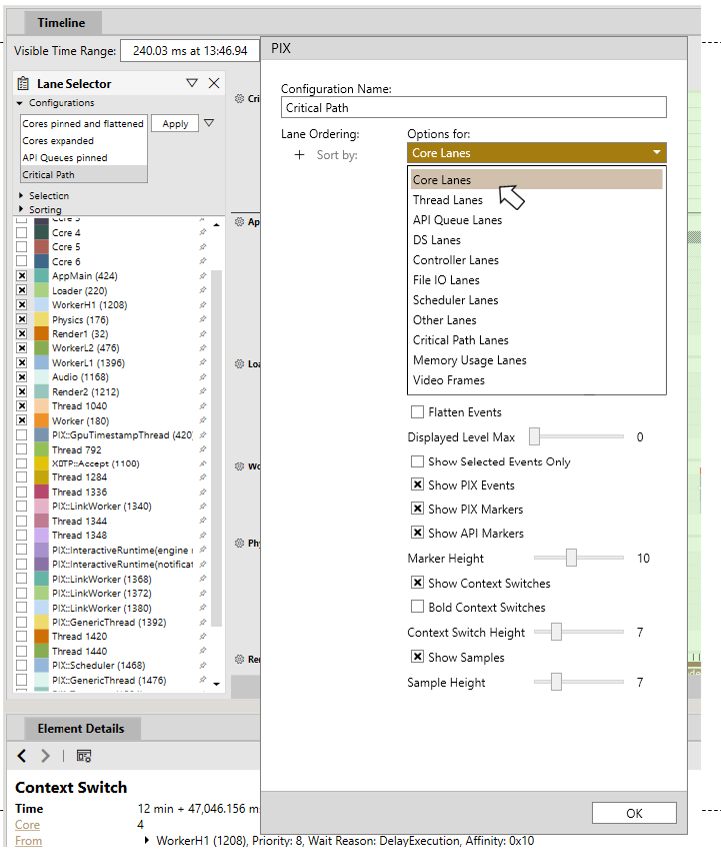 Timeline
Visible Time Range: 240.03 ms at 13:46.94
Lane Selector
Configurations
Cores pinned and flattened
Apply
Cores expanded
API Queues pinned
Critical Path
Selection
Sorting
Core 3
Core 4
Core 5
Core 6
AppMain (424)
Loader (220)
WorkerH1 (1208)
Physics (176)
Render1 (32)
WorkerL2 (476)
WorkerL1 (1396)
Audio (1168)
Render2 (1212)
Thread 1040
Worker (180)
PIX::GpuTimestampThread (420)
Thread 792
XBTP::Accept (1100)
Thread 1284
Thread 1336
PIX::LinkWorker (1340)
Thread 1344
Thread 1348
PIX::InteractiveRuntime(engine
PIX::InteractiveRuntime(notificat
PIX::LinkWorker (1368)
PIX::LinkWorker (1372)
PIX::LinkWorker (1380)
PIX::GenericThread (1392)
Thread 1420
Thread 1440
PIX::Scheduler (1468)
PIX::GenericThread (1476)
Cri
Ap
Loa
Wo
Phy
Ren
PIX
Configuration Name:
Critical Path
Lane Ordering:
+ Sort by:
Options for:
Core Lanes
Core Lanes
Thread Lanes
API Queue Lanes
DS Lanes
Controller Lanes
File IO Lanes
Scheduler Lanes
Other Lanes
Critical Path Lanes
Memory Usage Lanes
Video Frames
Flatten Events
Displayed Level Max 0
Show Selected Events Only
Show PIX Events
Show PIX Markers
Show API Markers
Marker Height 10
Show Context Switches
Bold Context Switches
Context Switch Height 7
Show Samples
Sample Height 7
OK
Element Details
Context Switch
Time 12 min + 47,046.156 m
Core 4
From WorkerH1 (1208), Priority: 8, Wait Reason: DelayExecution, Affinity: 0x10